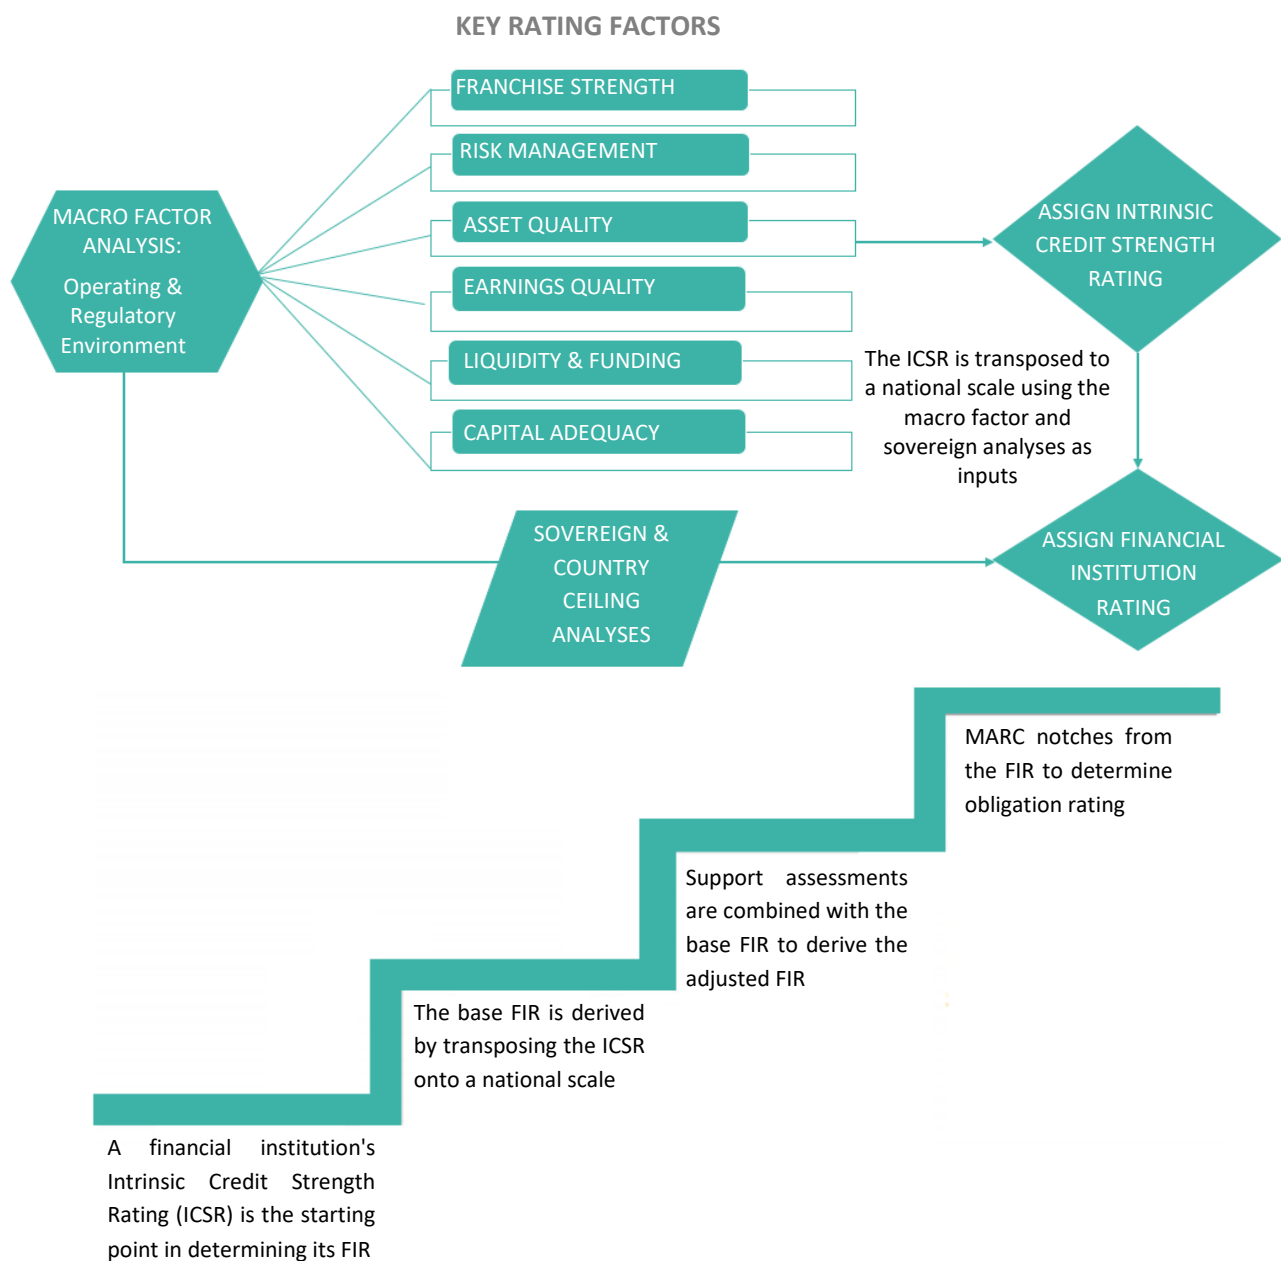 KEY RATING FACTORS
MACRO FACTOR
ANALYSIS:
Operating &
Regulatory
Environment
FRANCHISE STRENGTH
RISK MANAGEMENT
ASSET QUALITY
EARNINGS QUALITY
LIQUIDITY & FUNDING
CAPITAL ADEQUACY
ASSIGN INTRINSIC
CREDIT STRENGTH
RATING
The ICSR is transposed to
a national scale using the
macro factor and
sovereign analyses as
inputs
SOVEREIGN &
COUNTRY
CEILING
ANALYSES
ASSIGN FINANCIAL
INSTITUTION
RATING
MARC notches from
the FIR to determine
obligation rating
Support assessments
are combined with the
base FIR to derive the
adjusted FIR
The base FIR is derived
by transposing the ICSR
onto a national scale
A financial institution's
Intrinsic Credit Strength
Rating (ICSR) is the starting
point in determining its FIR